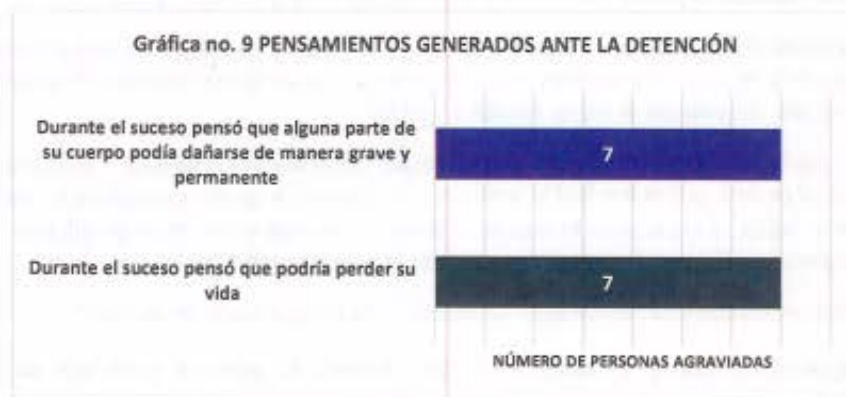 Gráfica no. 9 PENSAMIENTOS GENERADOS ANTE LA DETENCIÓN
Durante el suceso pensó que alguna parte de
su cuerpo podía dañarse de manera grave y
permanente
7
Durante el suceso pensó que podría perder su
vida
7
NÚMERO DE PERSONAS AGRAVIADAS